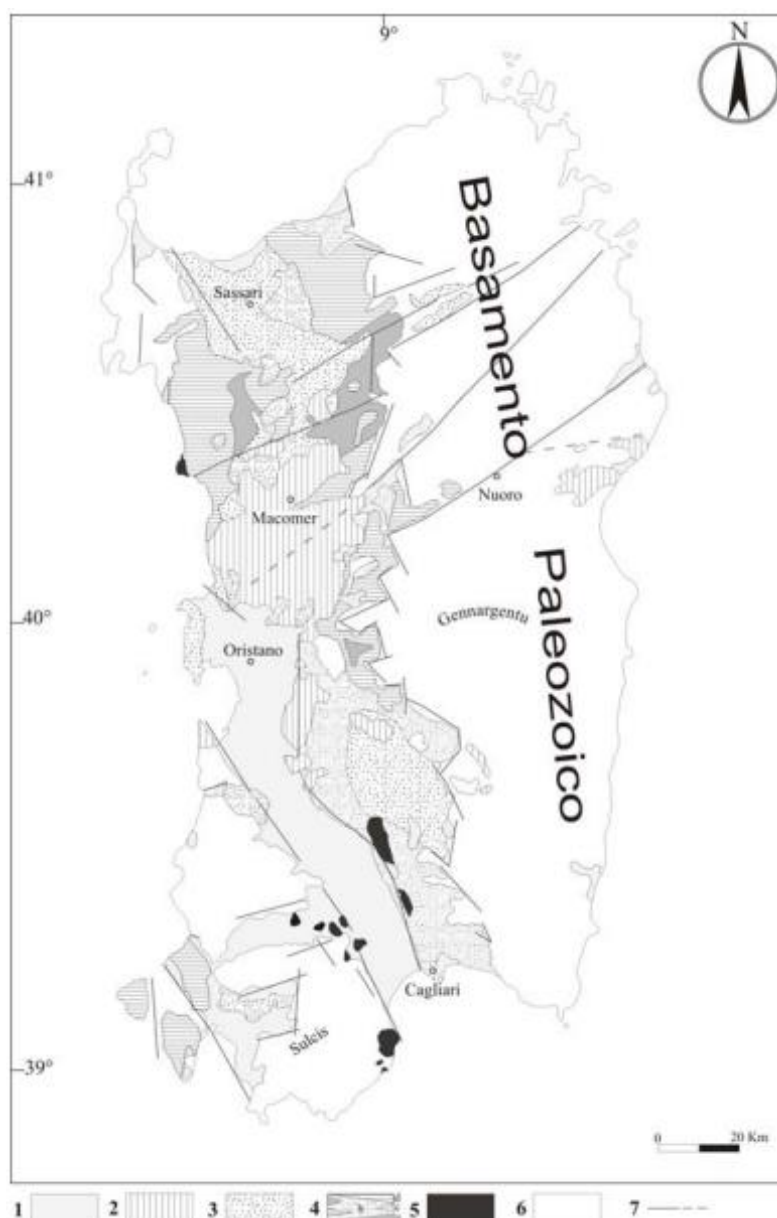 9°
N
41°
Basamento
Sassari
Nuoro
Macomer
Paleozoico
Gennargentu
40°
Oristano
Cagliari
Sulcis
39°
0 20 Km
1 2 3 4 5 6 7